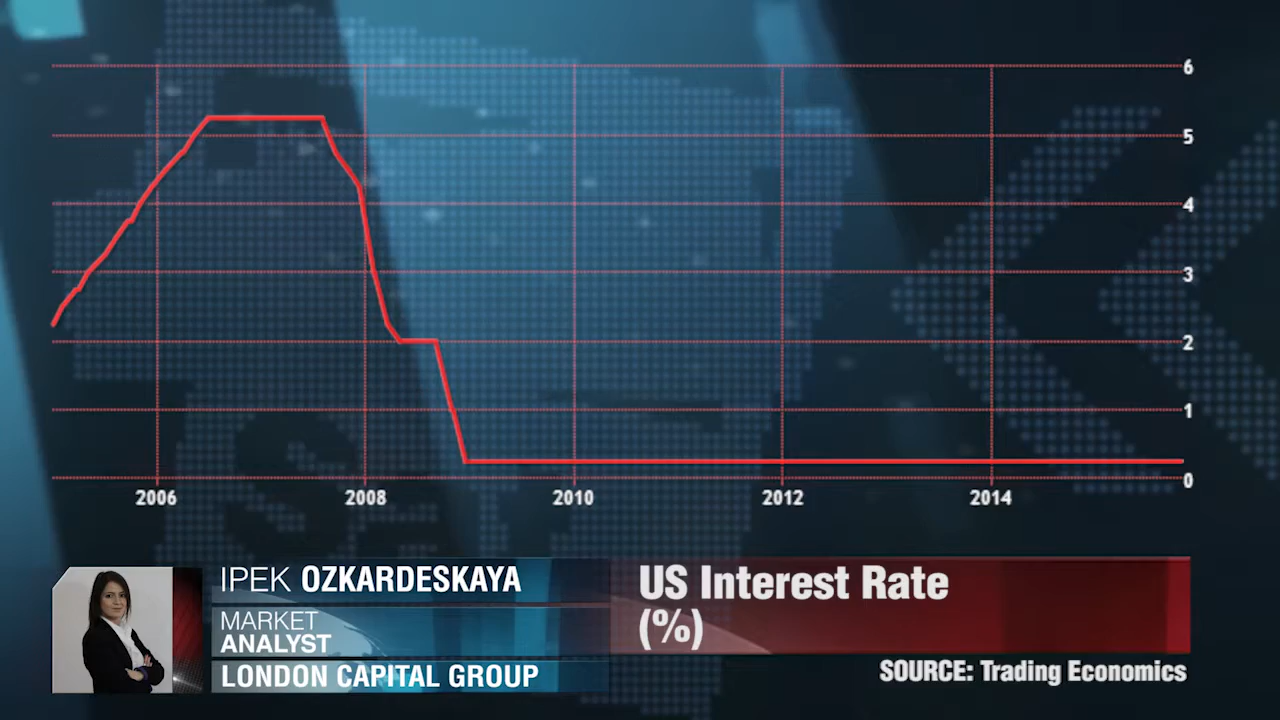 6
5
4
3
2
1
0
2006 2008 2010 2012 2014
IPEK OZKARDESKAYA
MARKET
ANALYST
LONDON CAPITAL GROUP
US Interest Rate
(%)
SOURCE: Trading Economics